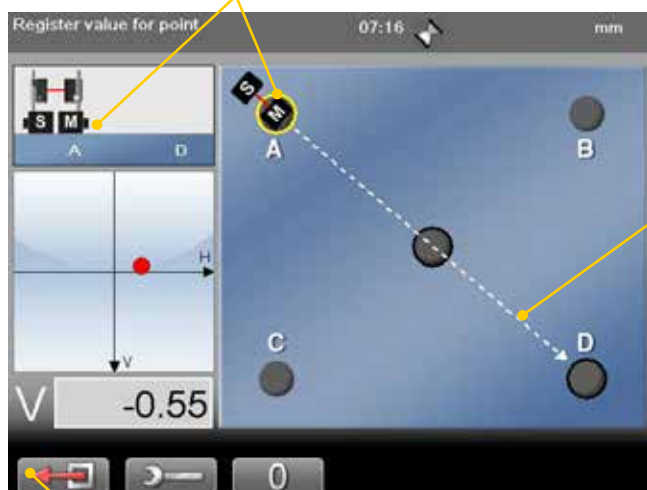 Register value for point 07:16 mm
S M
A D
S M
A B
H
V
C D
V -0.55
0